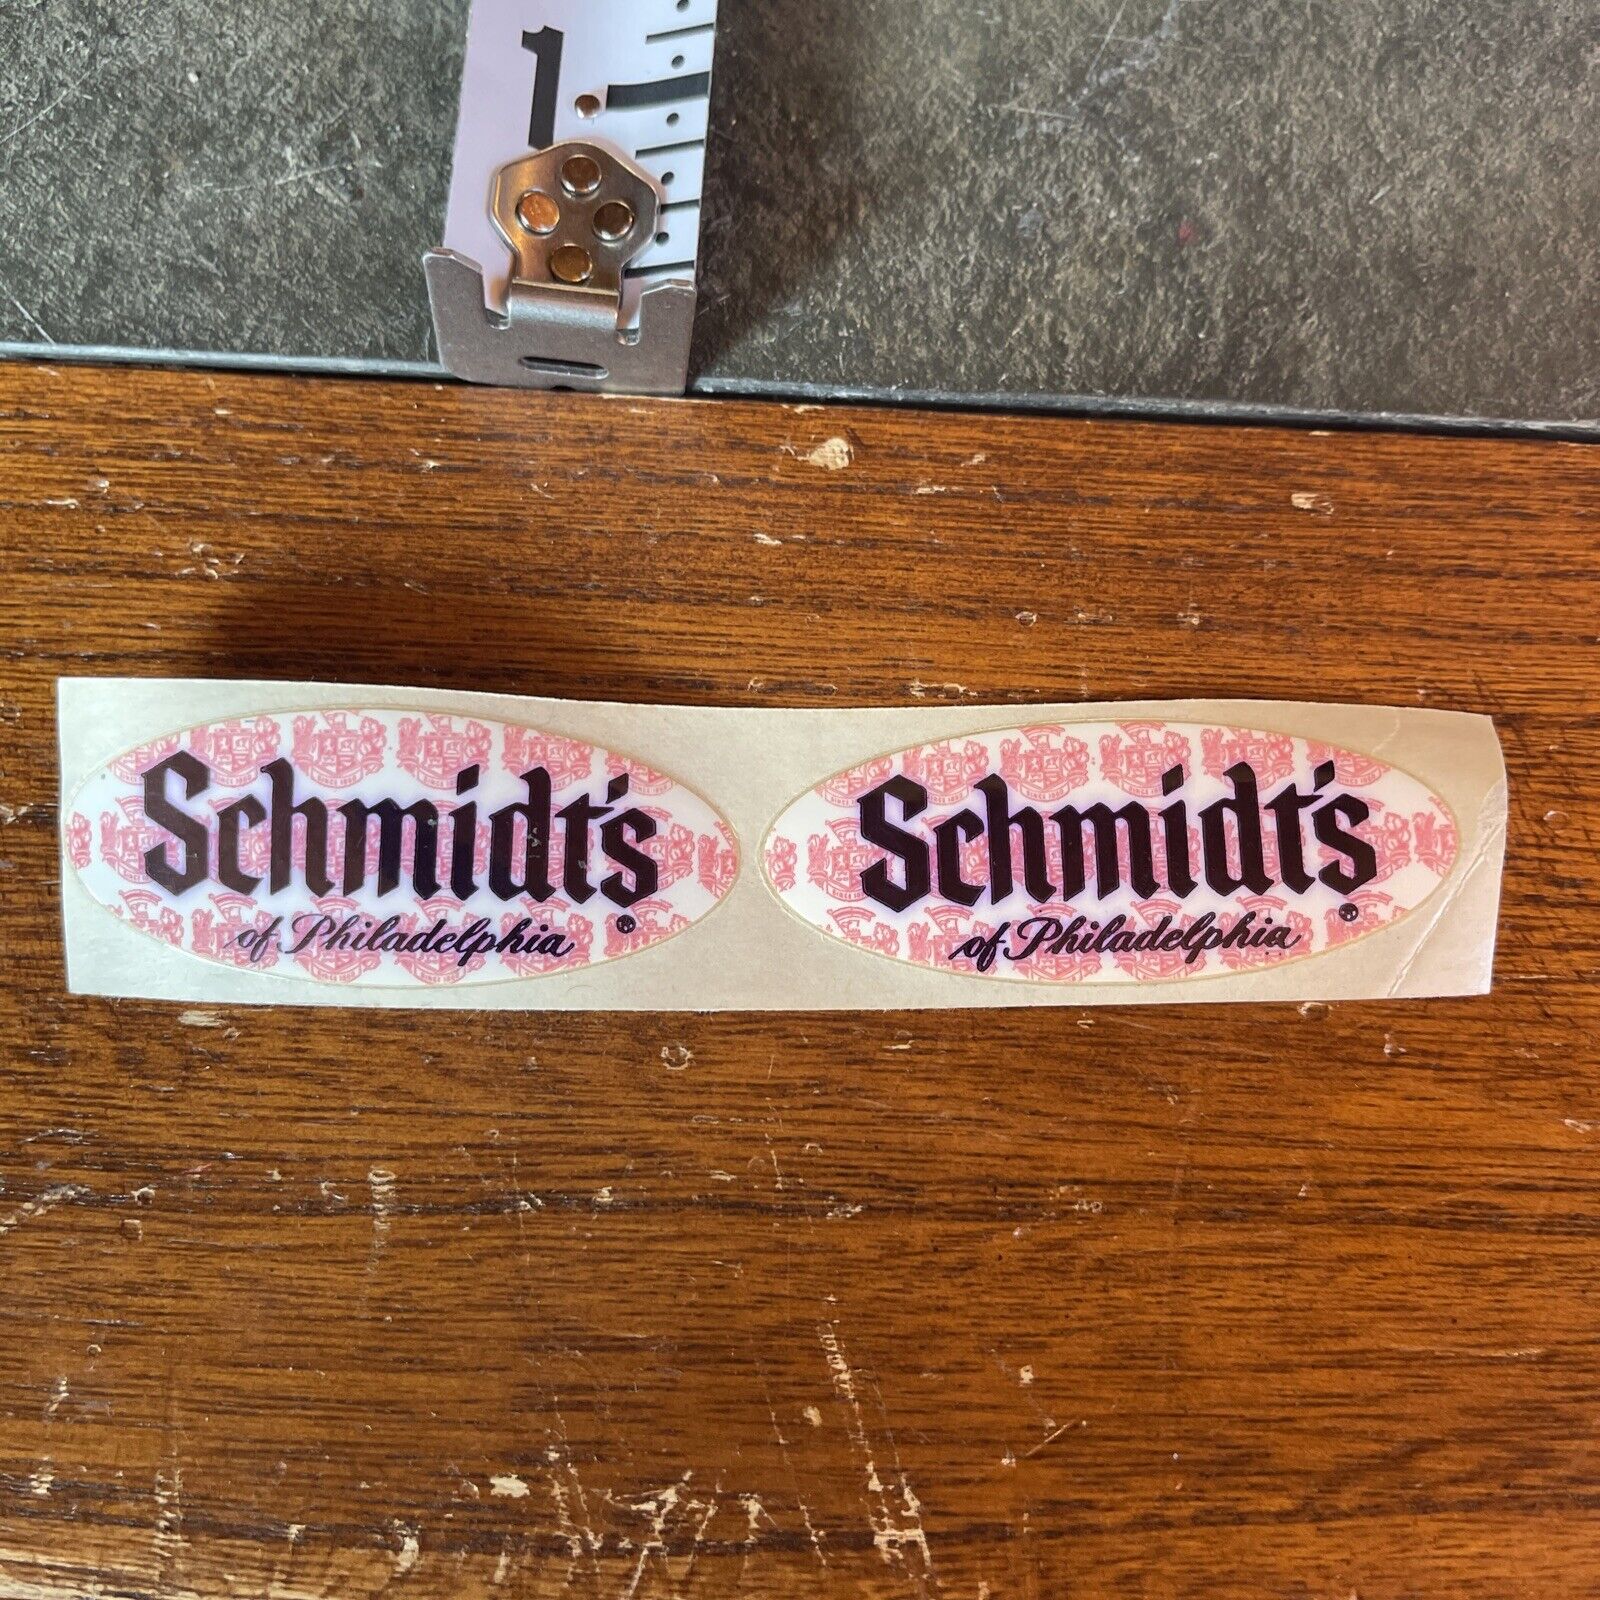 1
Schmidt's
of Philadelphia ®
Schmidt's
of Philadelphia ®